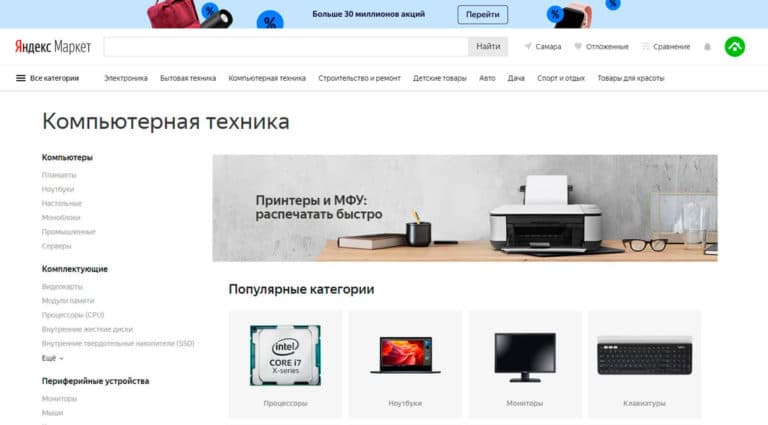 %
%
Больше 30 миллионов акций
Перейти
%
%
Яндекс Маркет
Найти
Самара
Отложенные
Сравнение
Все категории
Электроника
Бытовая техника
Компьютерная техника
Строительство и ремонт
Детские товары
Авто
Дача
Спорт и отдых
Товары для красоты
Компьютерная техника
Компьютеры
Планшеты
Ноутбуки
Настольные
Моноблоки
Промышленные
Серверы
Комплектующие
Видеокарты
Модули памяти
Процессоры (CPU)
Внутренние жесткие диски
Внутренние твердотельные накопители (SSD)
Ещё
Периферийные устройства
Мониторы
Мыши
Принтеры и МФУ:
распечатать быстро
Популярные категории
intel
CORE i7
X-series
Процессоры
Ноутбуки
Мониторы
Клавиатуры